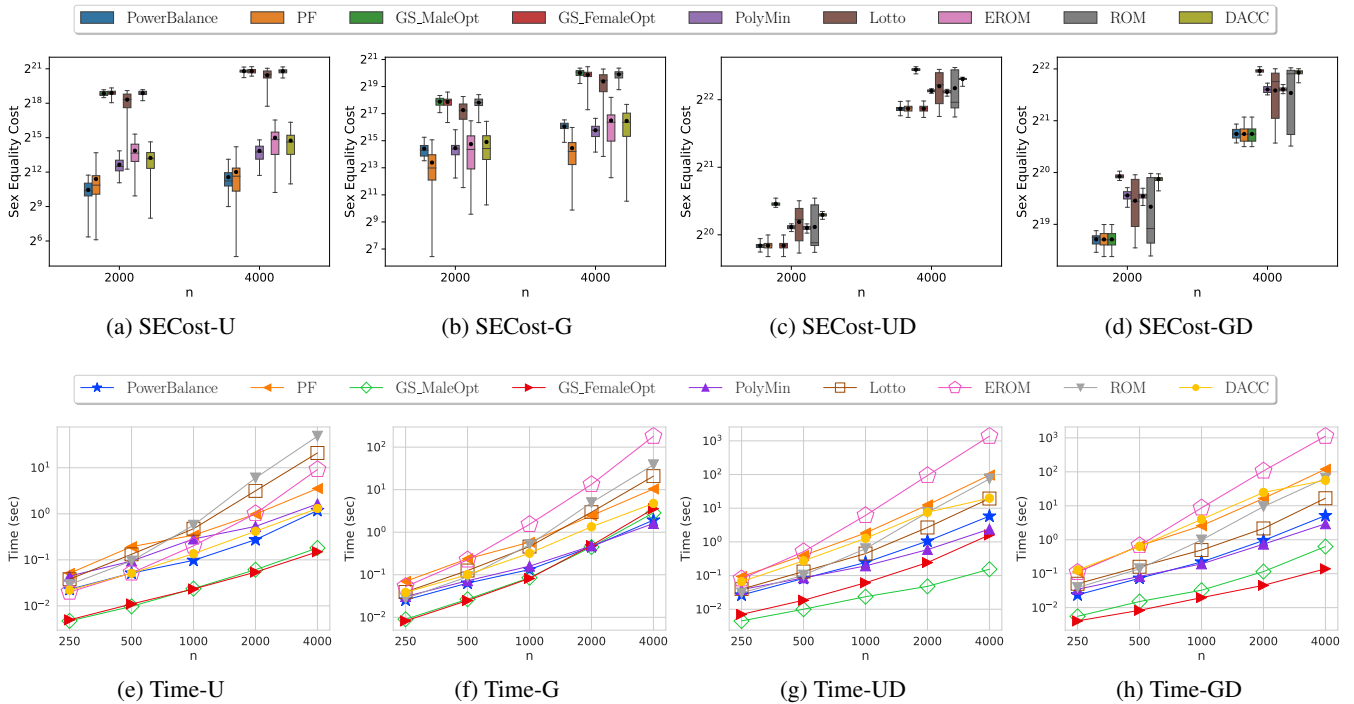 PowerBalance PF GS_MaleOpt GS_FemaleOpt PolyMin Lotto EROM ROM DACC
Sex Equality Cost
2^21
2^18
2^15
2^12
2^9
2^6
2000 4000
n
(a) SECost-U
Sex Equality Cost
2^21
2^19
2^17
2^15
2^13
2^11
2^9
2^7
2000 4000
n
(b) SECost-G
Sex Equality Cost
2^22
2^21
2^20
2000 4000
n
(c) SECost-UD
Sex Equality Cost
2^22
2^21
2^20
2^19
2000 4000
n
(d) SECost-GD
PowerBalance PF GS_MaleOpt GS_FemaleOpt PolyMin Lotto EROM ROM DACC
Time (sec)
10^1
10^0
10^−1
10^−2
250 500 1000 2000 4000
n
(e) Time-U
Time (sec)
10^2
10^1
10^0
10^−1
10^−2
250 500 1000 2000 4000
n
(f) Time-G
Time (sec)
10^3
10^2
10^1
10^0
10^−1
10^−2
250 500 1000 2000 4000
n
(g) Time-UD
Time (sec)
10^3
10^2
10^1
10^0
10^−1
10^−2
250 500 1000 2000 4000
n
(h) Time-GD